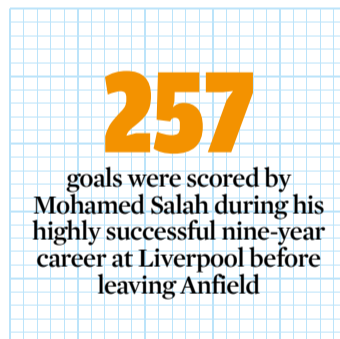 257
goals were scored by
Mohamed Salah during his
highly successful nine-year
career at Liverpool before
leaving Anfield